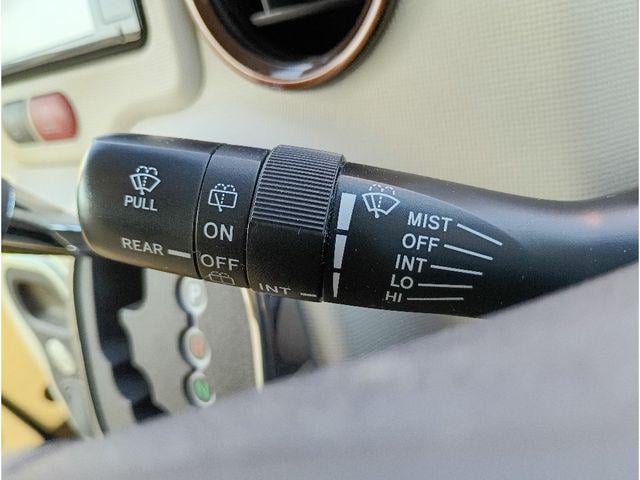 PULL
REAR
ON
OFF
INT
MIST
OFF
INT
LO
HI